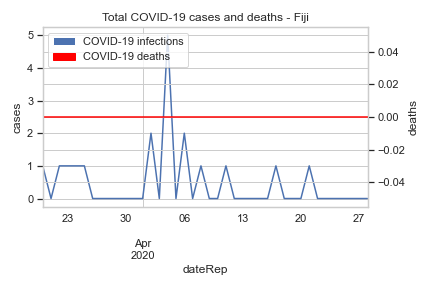 Total COVID-19 cases and deaths - Fiji
COVID-19 infections
COVID-19 deaths
5
4
3
2
1
0
cases
0.04
0.02
0.00
−0.02
−0.04
deaths
23 30 06 13 20 27
Apr
2020
dateRep